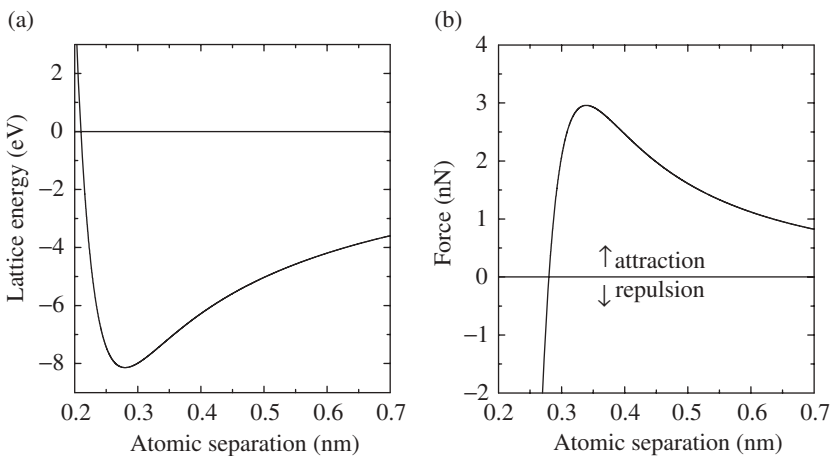 (a)
2
0
−2
−4
−6
−8
Lattice energy (eV)
0.2 0.3 0.4 0.5 0.6 0.7
Atomic separation (nm)
(b)
4
3
2
1
0
−1
−2
Force (nN)
↑ attraction
↓ repulsion
0.2 0.3 0.4 0.5 0.6 0.7
Atomic separation (nm)